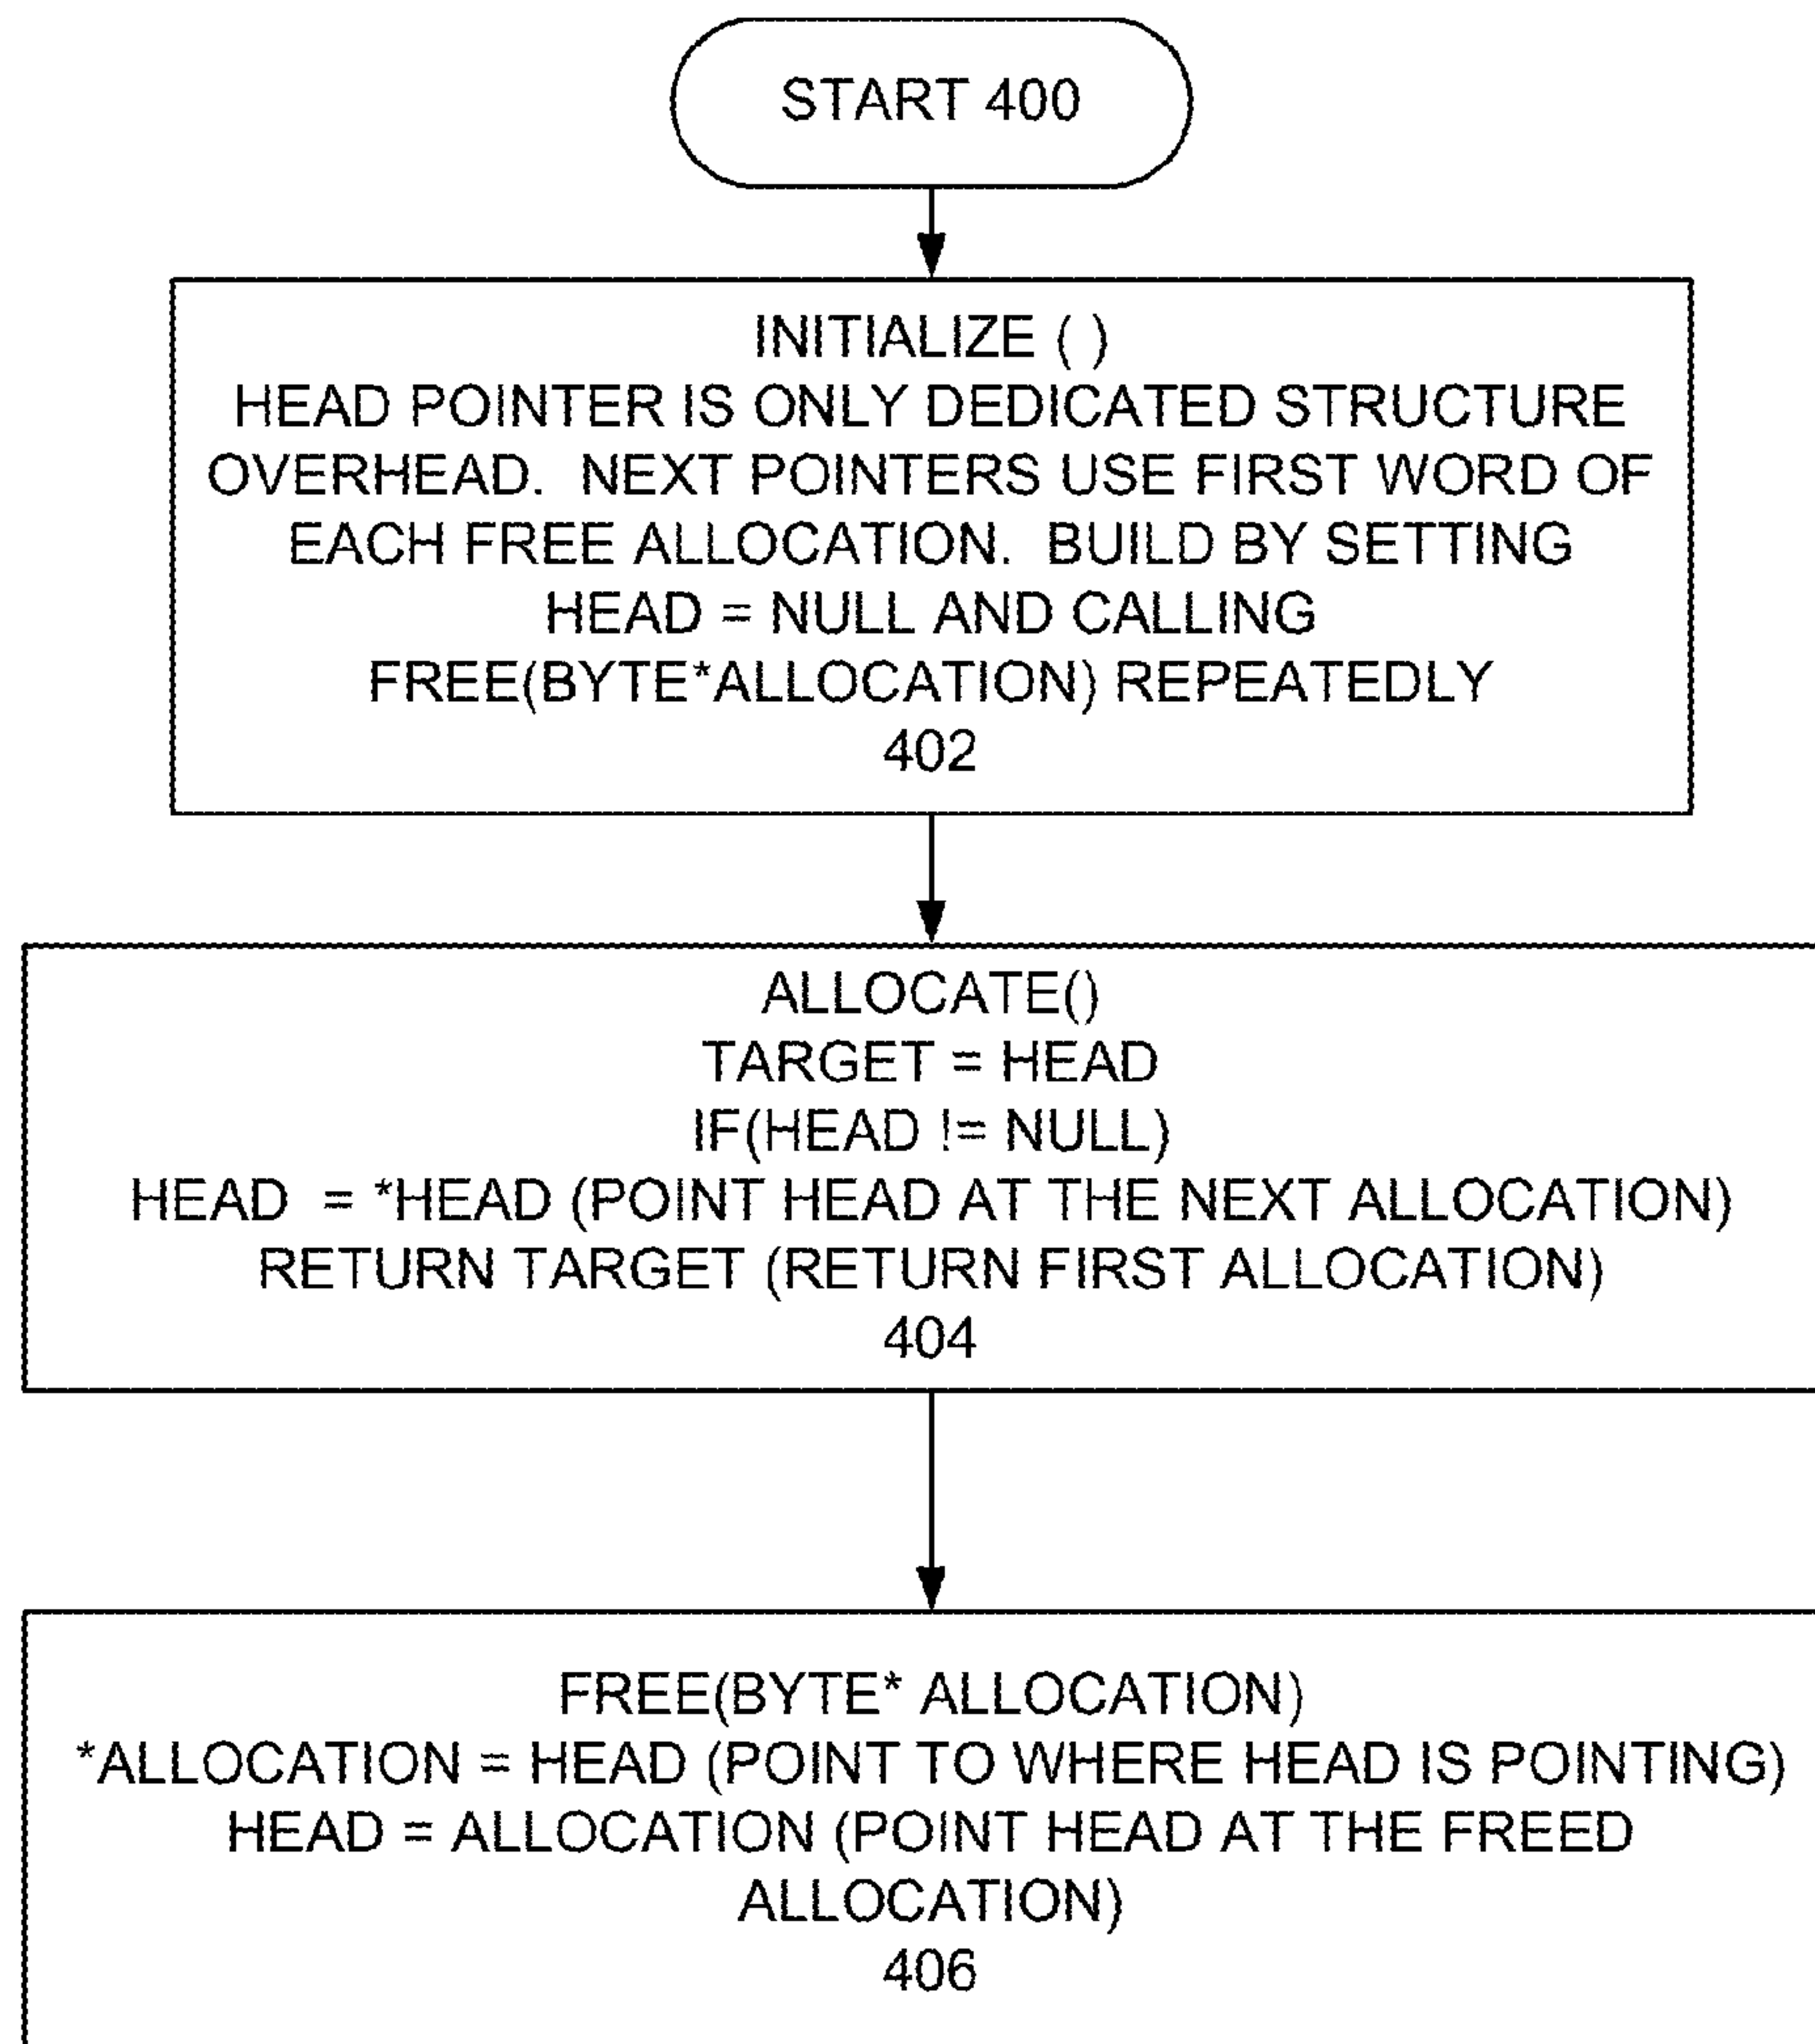 START 400
INITIALIZE ( )
HEAD POINTER IS ONLY DEDICATED STRUCTURE
OVERHEAD. NEXT POINTERS USE FIRST WORD OF
EACH FREE ALLOCATION. BUILD BY SETTING
HEAD = NULL AND CALLING
FREE(BYTE*ALLOCATION) REPEATEDLY
402
ALLOCATE()
TARGET = HEAD
IF(HEAD != NULL)
HEAD = *HEAD (POINT HEAD AT THE NEXT ALLOCATION)
RETURN TARGET (RETURN FIRST ALLOCATION)
404
FREE(BYTE* ALLOCATION)
*ALLOCATION = HEAD (POINT TO WHERE HEAD IS POINTING)
HEAD = ALLOCATION (POINT HEAD AT THE FREED
ALLOCATION)
406